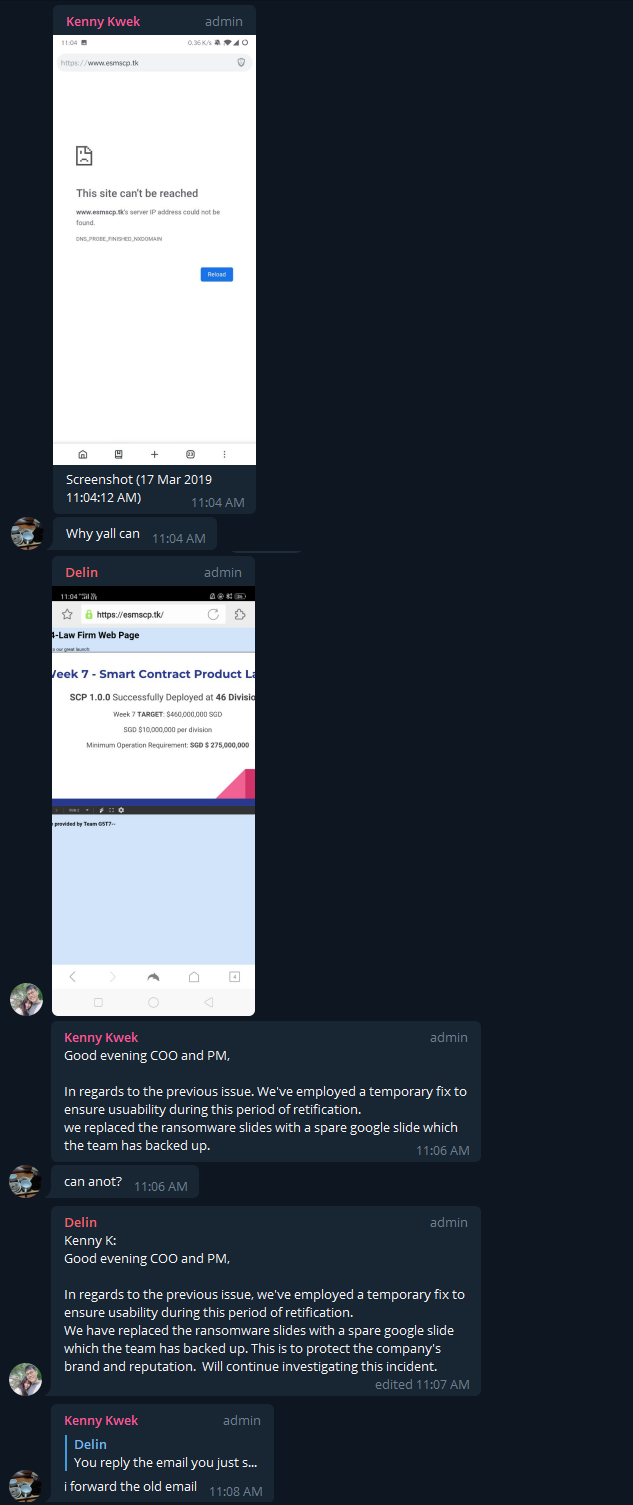 Kenny Kwek admin
11:04 0.36 K/s
https://www.esmscp.tk
This site can't be reached
www.esmscp.tk's server IP address could not be
found.
DNS_PROBE_FINISHED_NXDOMAIN
Reload
Screenshot (17 Mar 2019
11:04:12 AM) 11:04 AM
Why yall can 11:04 AM
Delin admin
11:04
https://esmscp.tk/
4-Law Firm Web Page
s our great launch
Week 7 - Smart Contract Product La
SCP 1.0.0 Successfully Deployed at 46 Divisio
Week 7 TARGET: $460,000,000 SGD
SGD $10,000,000 per division
Minimum Operation Requirement: SGD $ 275,000,000
provided by Team G5T7--
4
Kenny Kwek admin
Good evening COO and PM,
In regards to the previous issue. We've employed a temporary fix to
ensure usuability during this period of retification.
we replaced the ransomware slides with a spare google slide which
the team has backed up. 11:06 AM
can anot? 11:06 AM
Delin admin
Kenny K:
Good evening COO and PM,
In regards to the previous issue, we've employed a temporary fix to
ensure usability during this period of retification.
We have replaced the ransomware slides with a spare google slide
which the team has backed up. This is to protect the company's
brand and reputation. Will continue investigating this incident.
edited 11:07 AM
Kenny Kwek admin
Delin
You reply the email you just s...
i forward the old email 11:08 AM